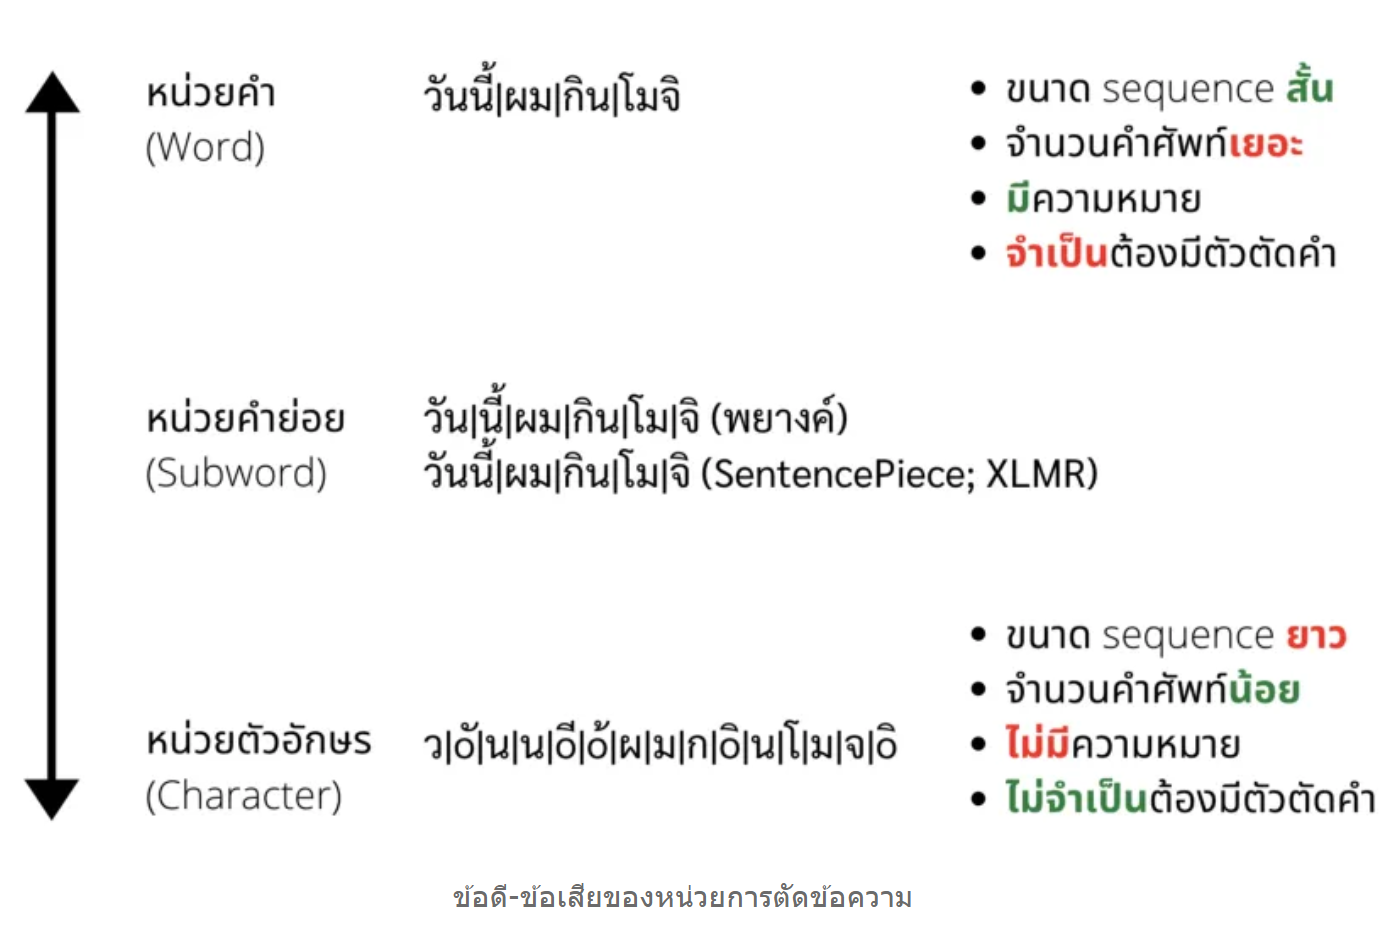 หน่วยคำ
(Word)
วันนี้|ผม|กิน|โมจิ
• ขนาด sequence สั้น
• จำนวนคำศัพท์เยอะ
• มีความหมาย
• จำเป็นต้องมีตัวตัดคำ
หน่วยคำย่อย
(Subword)
วัน|นี้|ผม|กิน|โม|จิ (พยางค์)
วันนี้|ผม|กิน|โม|จิ (SentencePiece; XLMR)
หน่วยตัวอักษร
(Character)
ว|อั|น|น|อี|อ้|ผ|ม|ก|อิ|น|โ|ม|จ|อิ
• ขนาด sequence ยาว
• จำนวนคำศัพท์น้อย
• ไม่มีความหมาย
• ไม่จำเป็นต้องมีตัวตัดคำ
ข้อดี-ข้อเสียของหน่วยการตัดข้อความ